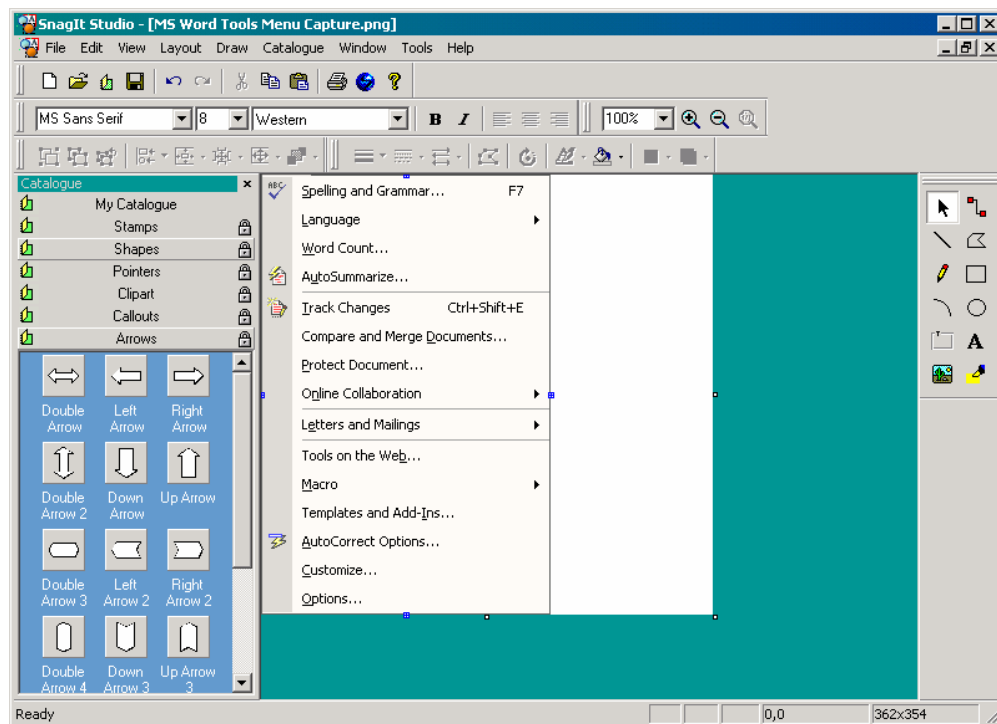 SnagIt Studio - [MS Word Tools Menu Capture.png]
File Edit View Layout Draw Catalogue Window Tools Help
MS Sans Serif 8 Western B I 100%
Catalogue
My Catalogue
Stamps
Shapes
Pointers
Clipart
Callouts
Arrows
Double Arrow
Left Arrow
Right Arrow
Double Arrow 2
Down Arrow
Up Arrow
Double Arrow 3
Left Arrow 2
Right Arrow 2
Double Arrow 4
Down Arrow 3
Up Arrow 3
ABC
Spelling and Grammar... F7
Language
Word Count...
AutoSummarize...
Track Changes Ctrl+Shift+E
Compare and Merge Documents...
Protect Document...
Online Collaboration
Letters and Mailings
Tools on the Web...
Macro
Templates and Add-Ins...
AutoCorrect Options...
Customize...
Options...
A
Ready 0,0 362x354